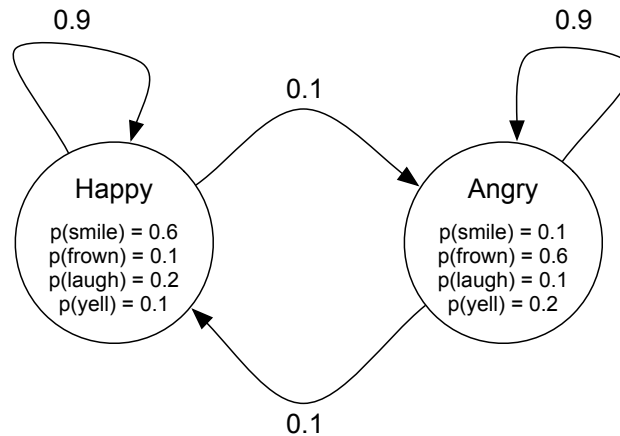 0.9
0.9
0.1
Happy
p(smile) = 0.6
p(frown) = 0.1
p(laugh) = 0.2
p(yell) = 0.1
Angry
p(smile) = 0.1
p(frown) = 0.6
p(laugh) = 0.1
p(yell) = 0.2
0.1